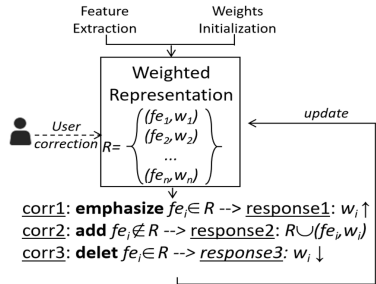 Feature Extraction
Weights Initialization
Weighted Representation
User correction
R=
(fe₁,w₁)
(fe₂,w₂)
...
(feₙ,wₙ)
update
corr1: emphasize feᵢ∈ R --> response1: wᵢ ↑
corr2: add feᵢ∉ R --> response2: R∪(feᵢ,wᵢ)
corr3: delet feᵢ∈ R --> response3: wᵢ ↓